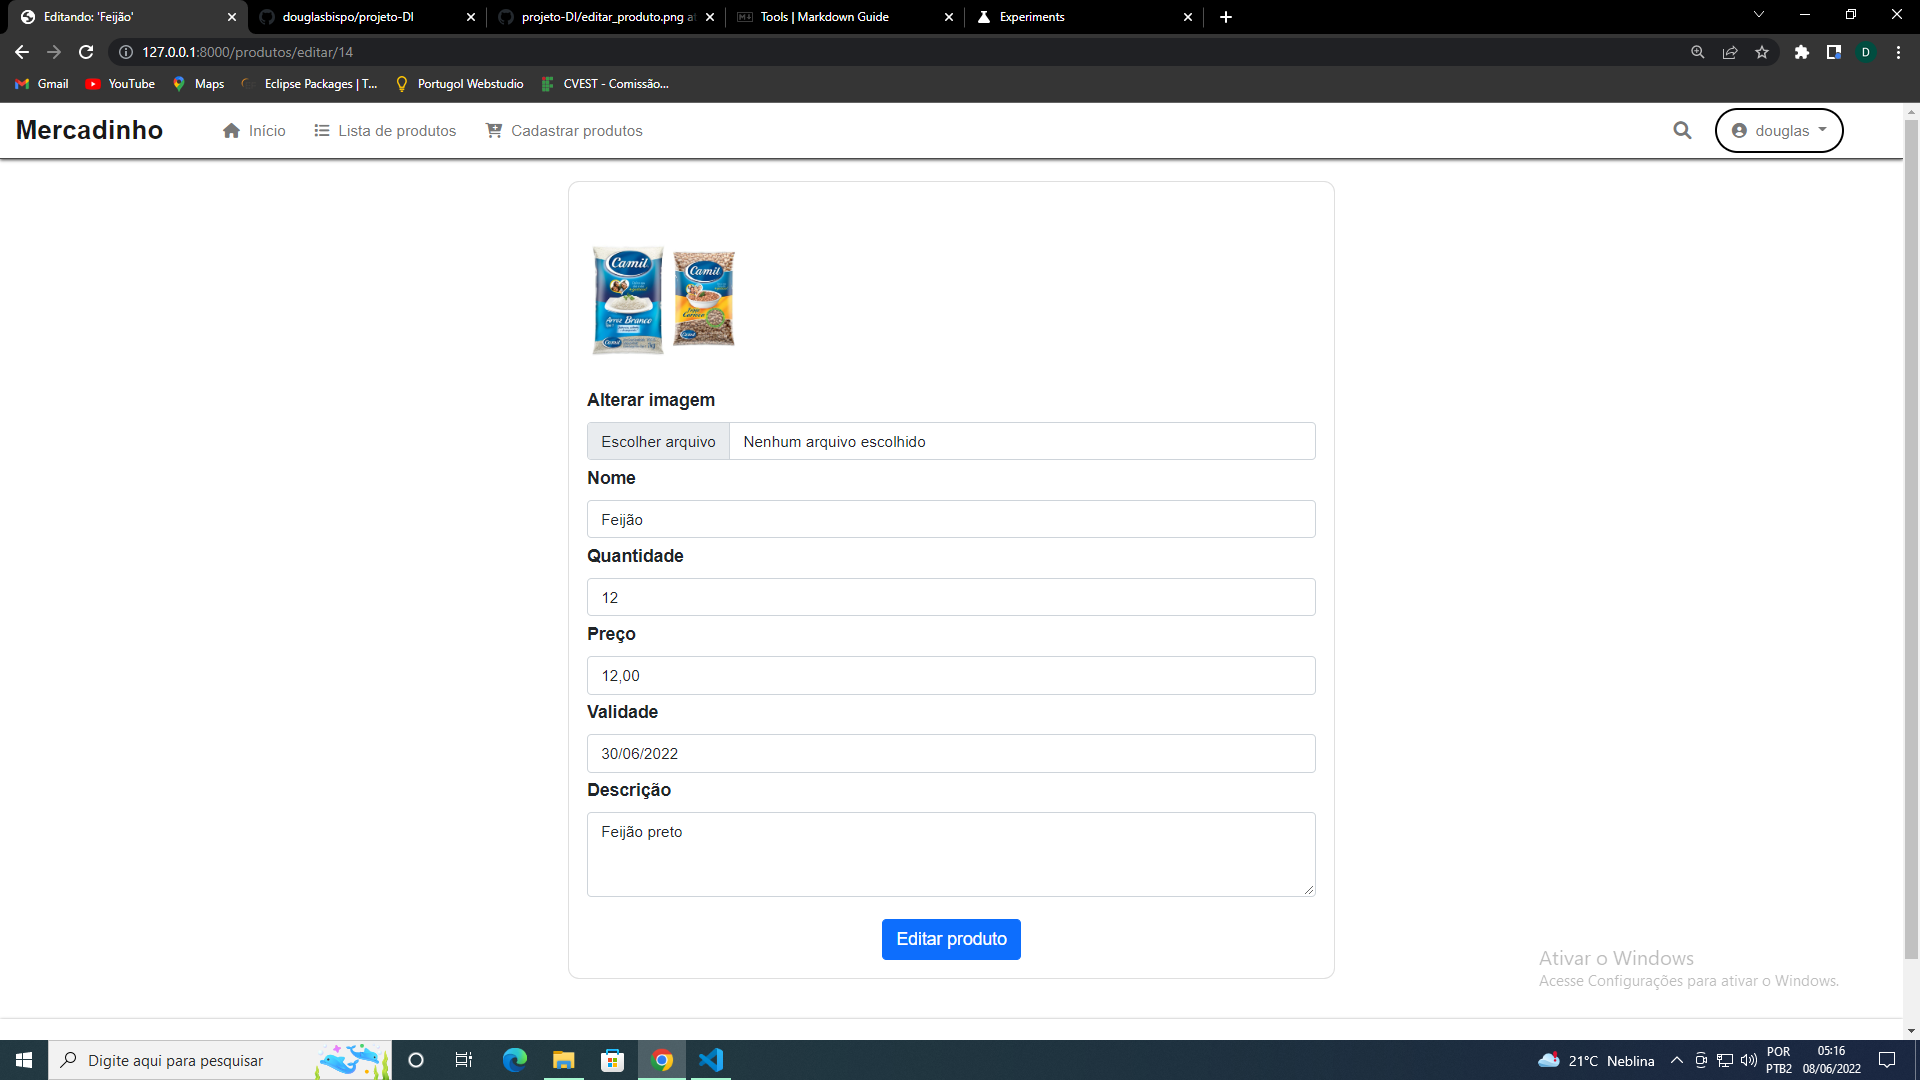 Editando: 'Feijão'
douglasbispo/projeto-DI
projeto-DI/editar_produto.png a
Tools | Markdown Guide
Experiments
127.0.0.1:8000/produtos/editar/14
D
Gmail
YouTube
Maps
Eclipse Packages | T...
Portugol Webstudio
CVEST - Comissão...
Mercadinho
Início
Lista de produtos
Cadastrar produtos
douglas
Camil
Arroz Branco
Camil
Camil
Carioca
Alterar imagem
Escolher arquivo
Nenhum arquivo escolhido
Nome
Feijão
Quantidade
12
Preço
12,00
Validade
30/06/2022
Descrição
Feijão preto
Editar produto
Ativar o Windows
Acesse Configurações para ativar o Windows.
Digite aqui para pesquisar
21°C Neblina
POR
PTB2
05:16
08/06/2022